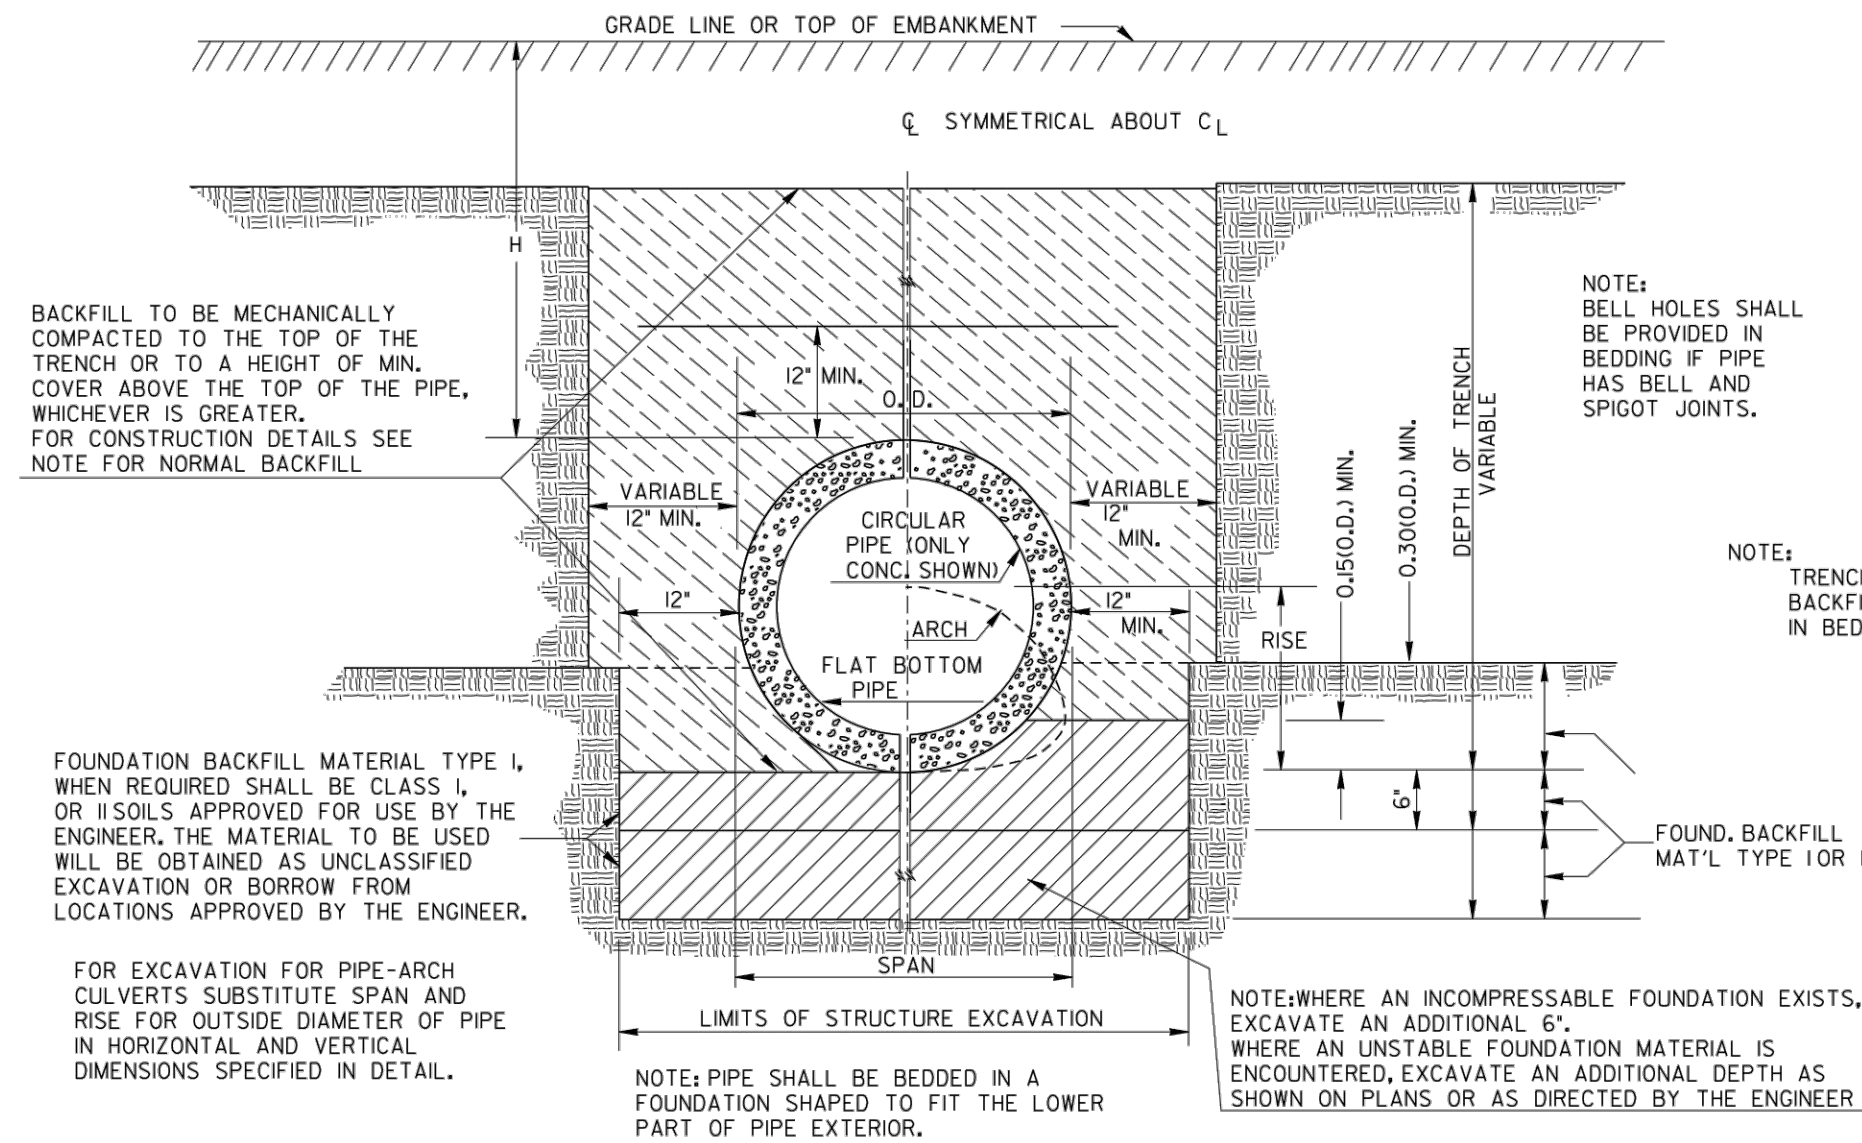 GRADE LINE OR TOP OF EMBANKMENT
℄ SYMMETRICAL ABOUT CL
H
BACKFILL TO BE MECHANICALLY
COMPACTED TO THE TOP OF THE
TRENCH OR TO A HEIGHT OF MIN.
COVER ABOVE THE TOP OF THE PIPE,
WHICHEVER IS GREATER.
FOR CONSTRUCTION DETAILS SEE
NOTE FOR NORMAL BACKFILL
12" MIN.
O.D.
VARIABLE
12" MIN.
VARIABLE
12"
MIN.
CIRCULAR
PIPE (ONLY
CONC. SHOWN)
12"
12"
MIN.
ARCH
FLAT BOTTOM
PIPE
RISE
0.15(O.D.) MIN.
0.30(O.D.) MIN.
DEPTH OF TRENCH
VARIABLE
6"
NOTE:
BELL HOLES SHALL
BE PROVIDED IN
BEDDING IF PIPE
HAS BELL AND
SPIGOT JOINTS.
NOTE:
TRENCH
BACKFI
IN BED
FOUNDATION BACKFILL MATERIAL TYPE I,
WHEN REQUIRED SHALL BE CLASS I,
OR II SOILS APPROVED FOR USE BY THE
ENGINEER. THE MATERIAL TO BE USED
WILL BE OBTAINED AS UNCLASSIFIED
EXCAVATION OR BORROW FROM
LOCATIONS APPROVED BY THE ENGINEER.
FOUND. BACKFILL
MAT'L TYPE I OR
FOR EXCAVATION FOR PIPE-ARCH
CULVERTS SUBSTITUTE SPAN AND
RISE FOR OUTSIDE DIAMETER OF PIPE
IN HORIZONTAL AND VERTICAL
DIMENSIONS SPECIFIED IN DETAIL.
SPAN
LIMITS OF STRUCTURE EXCAVATION
NOTE: PIPE SHALL BE BEDDED IN A
FOUNDATION SHAPED TO FIT THE LOWER
PART OF PIPE EXTERIOR.
NOTE:WHERE AN INCOMPRESSABLE FOUNDATION EXISTS,
EXCAVATE AN ADDITIONAL 6".
WHERE AN UNSTABLE FOUNDATION MATERIAL IS
ENCOUNTERED, EXCAVATE AN ADDITIONAL DEPTH AS
SHOWN ON PLANS OR AS DIRECTED BY THE ENGINEER